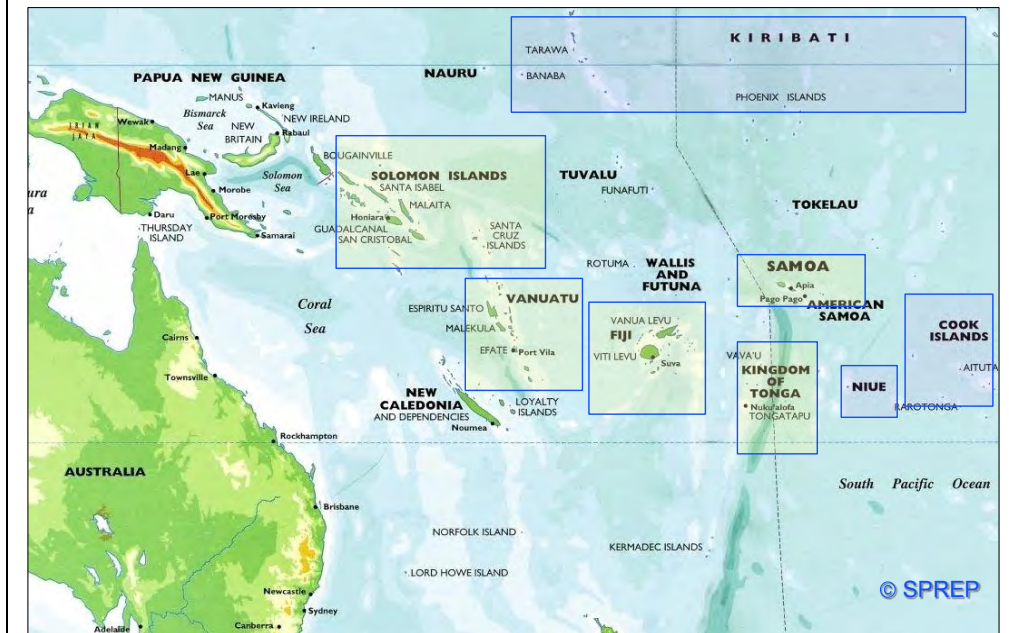 KIRIBATI
TARAWA
BANABA
PHOENIX ISLANDS
NAURU
PAPUA NEW GUINEA
MANUS
Kavieng
Bismarck
Sea
NEW IRELAND
Wewak
NEW
BRITAIN
Rabaul
IRIAN
JAYA
Madang
BOUGAINVILLE
Lae
Solomon
Sea
SOLOMON ISLANDS
SANTA ISABEL
MALAITA
TUVALU
FUNAFUTI
Morobe
TOKELAU
ura
a
Daru
Port Moresby
Honiara
GUADALCANAL
SAN CRISTOBAL
SANTA
CRUZ
ISLANDS
THURSDAY
ISLAND
Samarai
ROTUMA
WALLIS
AND
FUTUNA
SAMOA
Apia
Pago Pago
AMERICAN
SAMOA
Coral
Sea
ESPIRITU SANTO
VANUATU
MALEKULA
EFATE
Port Vila
VANUA LEVU
FIJI
VITI LEVU
Suva
COOK
ISLANDS
AITUTA
Cairns
VAVA'U
KINGDOM
OF
TONGA
Nuku'alofa
TONGATAPU
NIUE
RAROTONGA
Townsville
NEW
CALEDONIA
AND DEPENDENCIES
LOYALTY
ISLANDS
Noumea
Rockhampton
AUSTRALIA
South Pacific Ocean
Brisbane
NORFOLK ISLAND
KERMADEC ISLANDS
LORD HOWE ISLAND
Newcastle
Sydney
Canberra
Adelaide
© SPREP